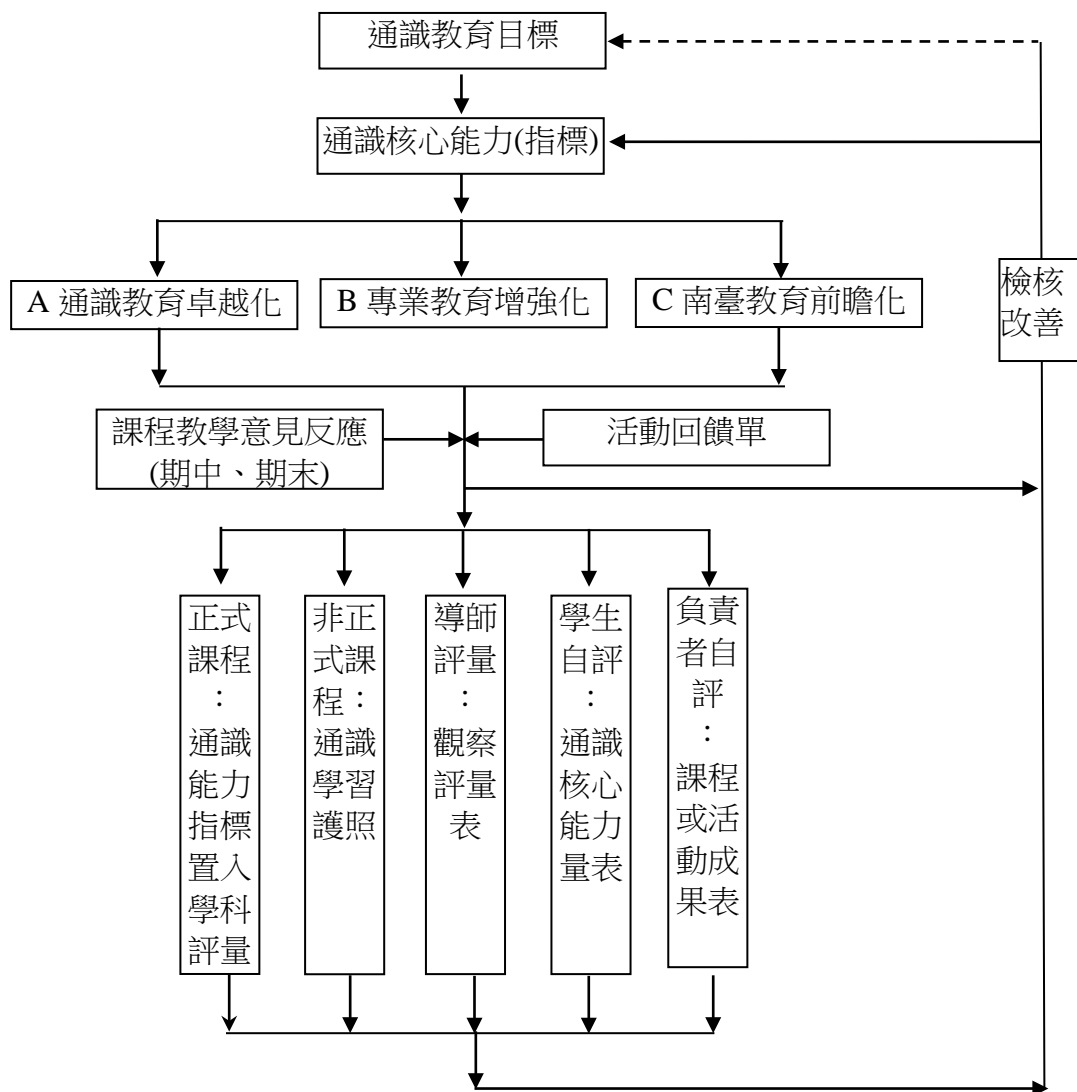 通識教育目標
通識核心能力(指標)
A 通識教育卓越化
B 專業教育增強化
C 南臺教育前瞻化
檢核
改善
課程教學意見反應
(期中、期末)
活動回饋單
正式
課程
：
通識
能力
指標
置入
學科
評量
非正
式課
程：
通識
學習
護照
導師
評量
：
觀察
評量
表
學生
自評
：
通識
核心
能力
量表
負責
者自
評
：
課程
或活
動成
果表